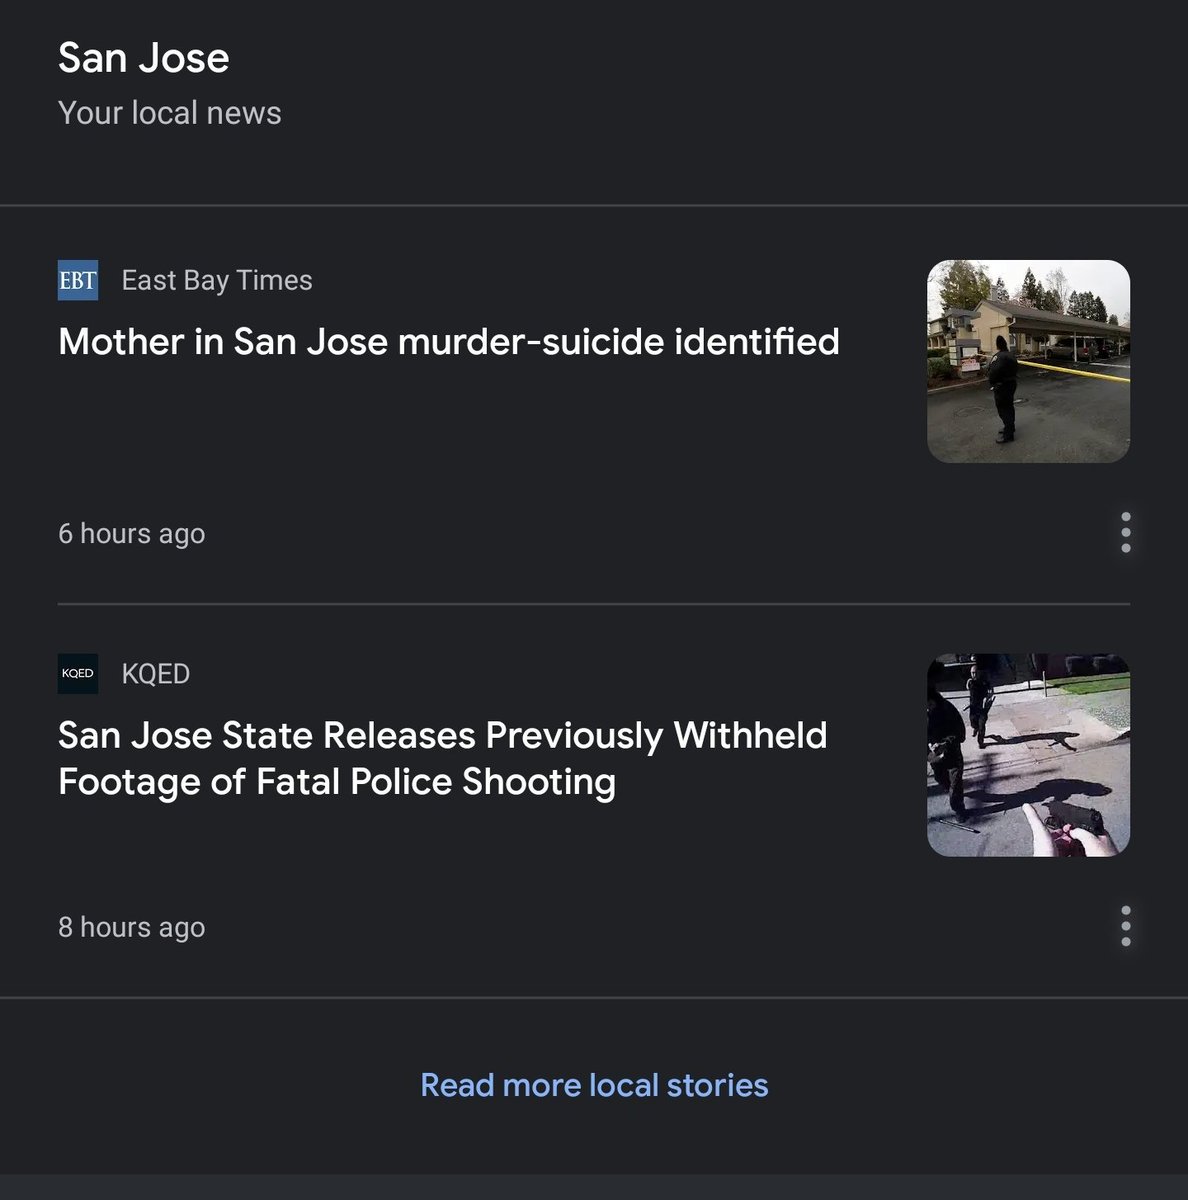 San Jose
Your local news
EBT East Bay Times
Mother in San Jose murder-suicide identified
6 hours ago
KQED KQED
San Jose State Releases Previously Withheld
Footage of Fatal Police Shooting
8 hours ago
Read more local stories